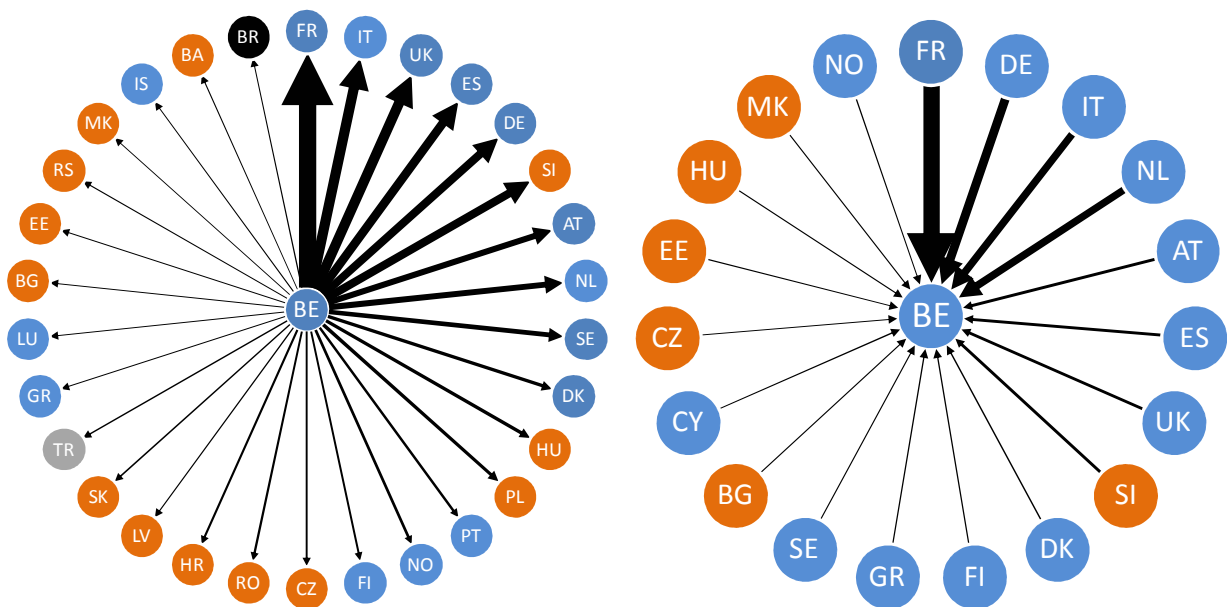 FR
IT
UK
ES
DE
SI
AT
NL
SE
DK
HU
PL
PT
NO
FI
CZ
RO
HR
LV
SK
TR
GR
LU
BG
EE
RS
MK
IS
BA
BR
BE
FR
DE
IT
NL
AT
ES
UK
SI
DK
FI
GR
SE
BG
CY
CZ
EE
HU
MK
NO
BE